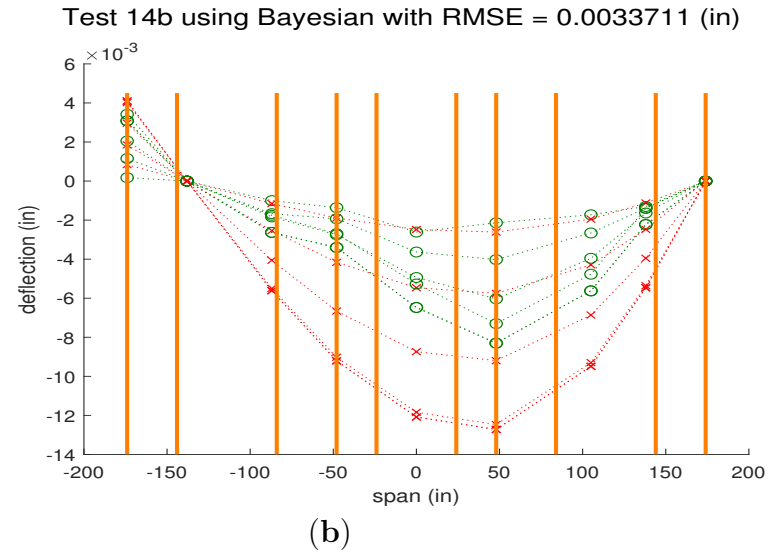 Test 14b using Bayesian with RMSE = 0.0033711 (in)
×10⁻³
6
4
2
0
-2
-4
-6
-8
-10
-12
-14
deflection (in)
-200 -150 -100 -50 0 50 100 150 200
span (in)
(b)